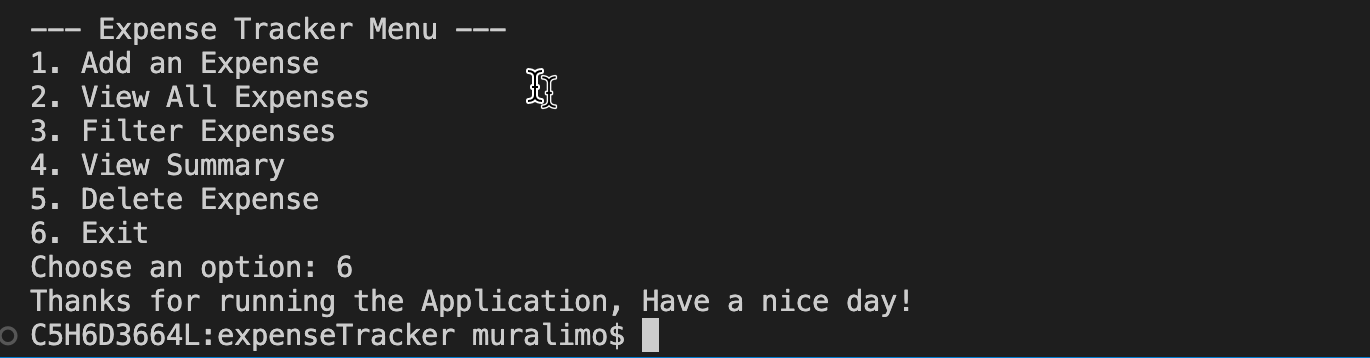 --- Expense Tracker Menu ---
1. Add an Expense
2. View All Expenses
3. Filter Expenses
4. View Summary
5. Delete Expense
6. Exit
Choose an option: 6
Thanks for running the Application, Have a nice day!
C5H6D3664L:expenseTracker muralimo$